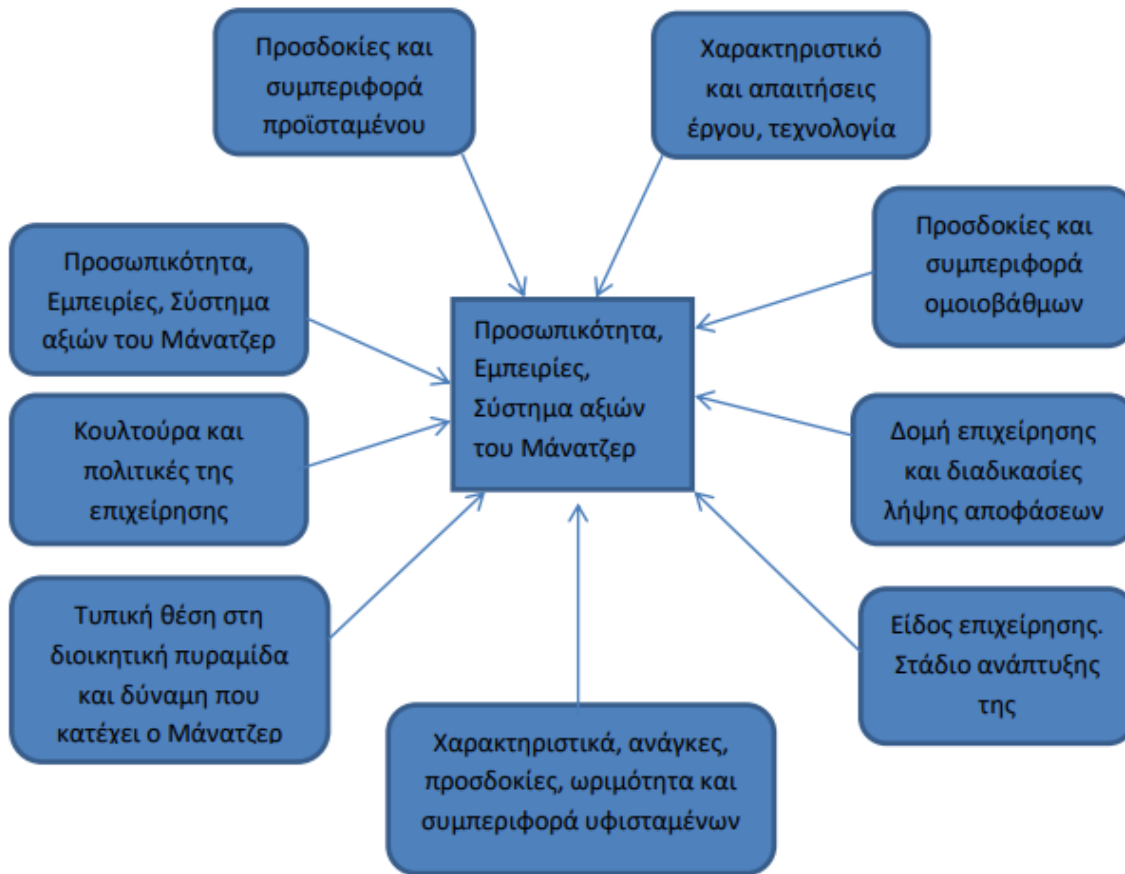 Προσδοκίες και
συμπεριφορά
προϊσταμένου
Χαρακτηριστικό
και απαιτήσεις
έργου, τεχνολογία
Προσωπικότητα,
Εμπειρίες, Σύστημα
αξιών του Μάνατζερ
Προσωπικότητα,
Εμπειρίες,
Σύστημα αξιών
του Μάνατζερ
Προσδοκίες και
συμπεριφορά
ομοιοβάθμων
Κουλτούρα και
πολιτικές της
επιχείρησης
Δομή επιχείρησης
και διαδικασίες
λήψης αποφάσεων
Τυπική θέση στη
διοικητική πυραμίδα
και δύναμη που
κατέχει ο Μάνατζερ
Χαρακτηριστικά, ανάγκες,
προσδοκίες, ωριμότητα και
συμπεριφορά υφισταμένων
Είδος επιχείρησης.
Στάδιο ανάπτυξης
της